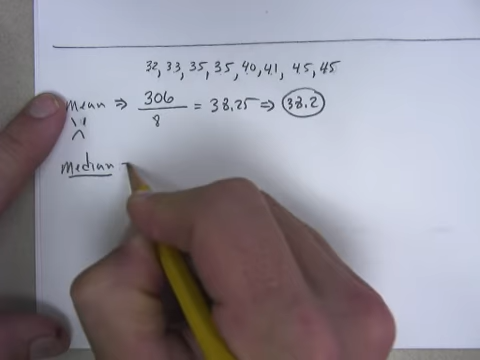 32, 33, 35, 35, 40, 41, 45, 45
Mean ⇒ 306/8 = 38.25 ⇒ 38.2
x̄
Median